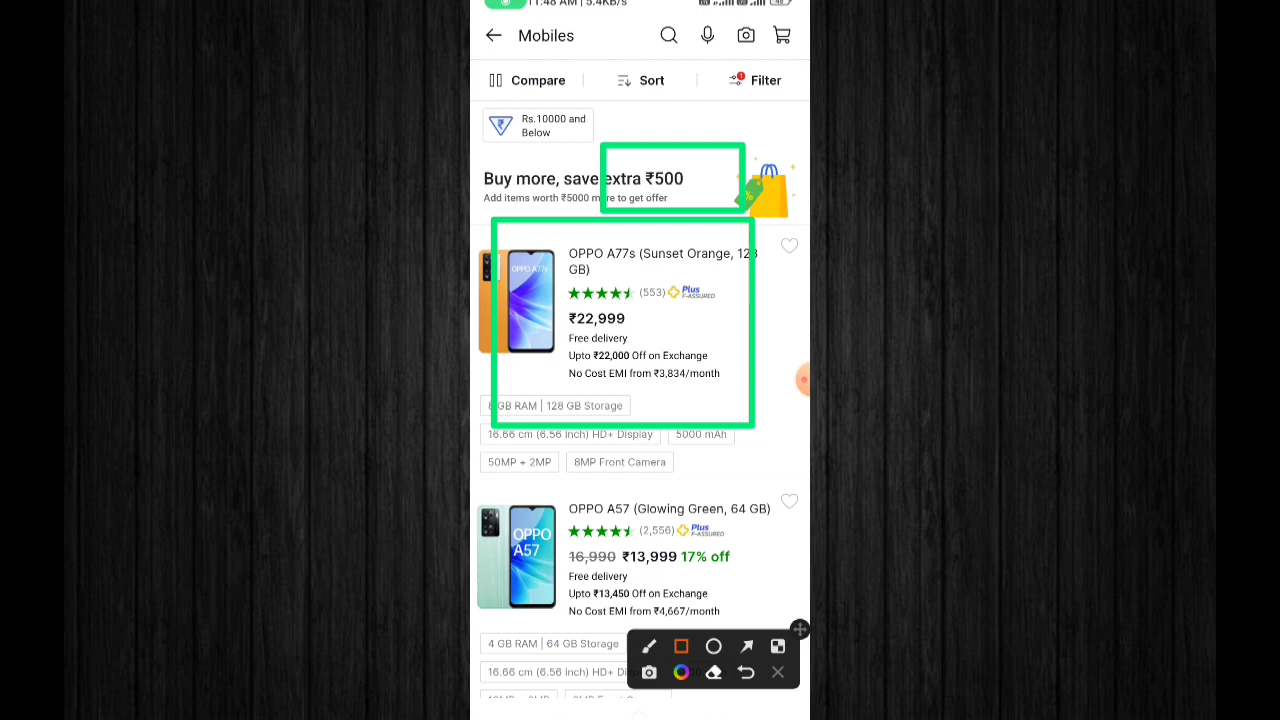 11:48 AM | 5.4KB/s
Mobiles
Compare
Sort
Filter
Rs.10000 and
Below
Buy more, save extra ₹500
Add items worth ₹5000 more to get offer
OPPO A77s (Sunset Orange, 128
GB)
(553) Plus
F-ASSURED
₹22,999
Free delivery
Upto ₹22,000 Off on Exchange
No Cost EMI from ₹3,834/month
8 GB RAM | 128 GB Storage
16.66 cm (6.56 inch) HD+ Display
5000 mAh
50MP + 2MP
8MP Front Camera
OPPO A57 (Glowing Green, 64 GB)
OPPO
A57
(2,556) Plus
F-ASSURED
16,990 ₹13,999 17% off
Free delivery
Upto ₹13,450 Off on Exchange
No Cost EMI from ₹4,667/month
4 GB RAM | 64 GB Storage
16.66 cm (6.56 inch) HD+